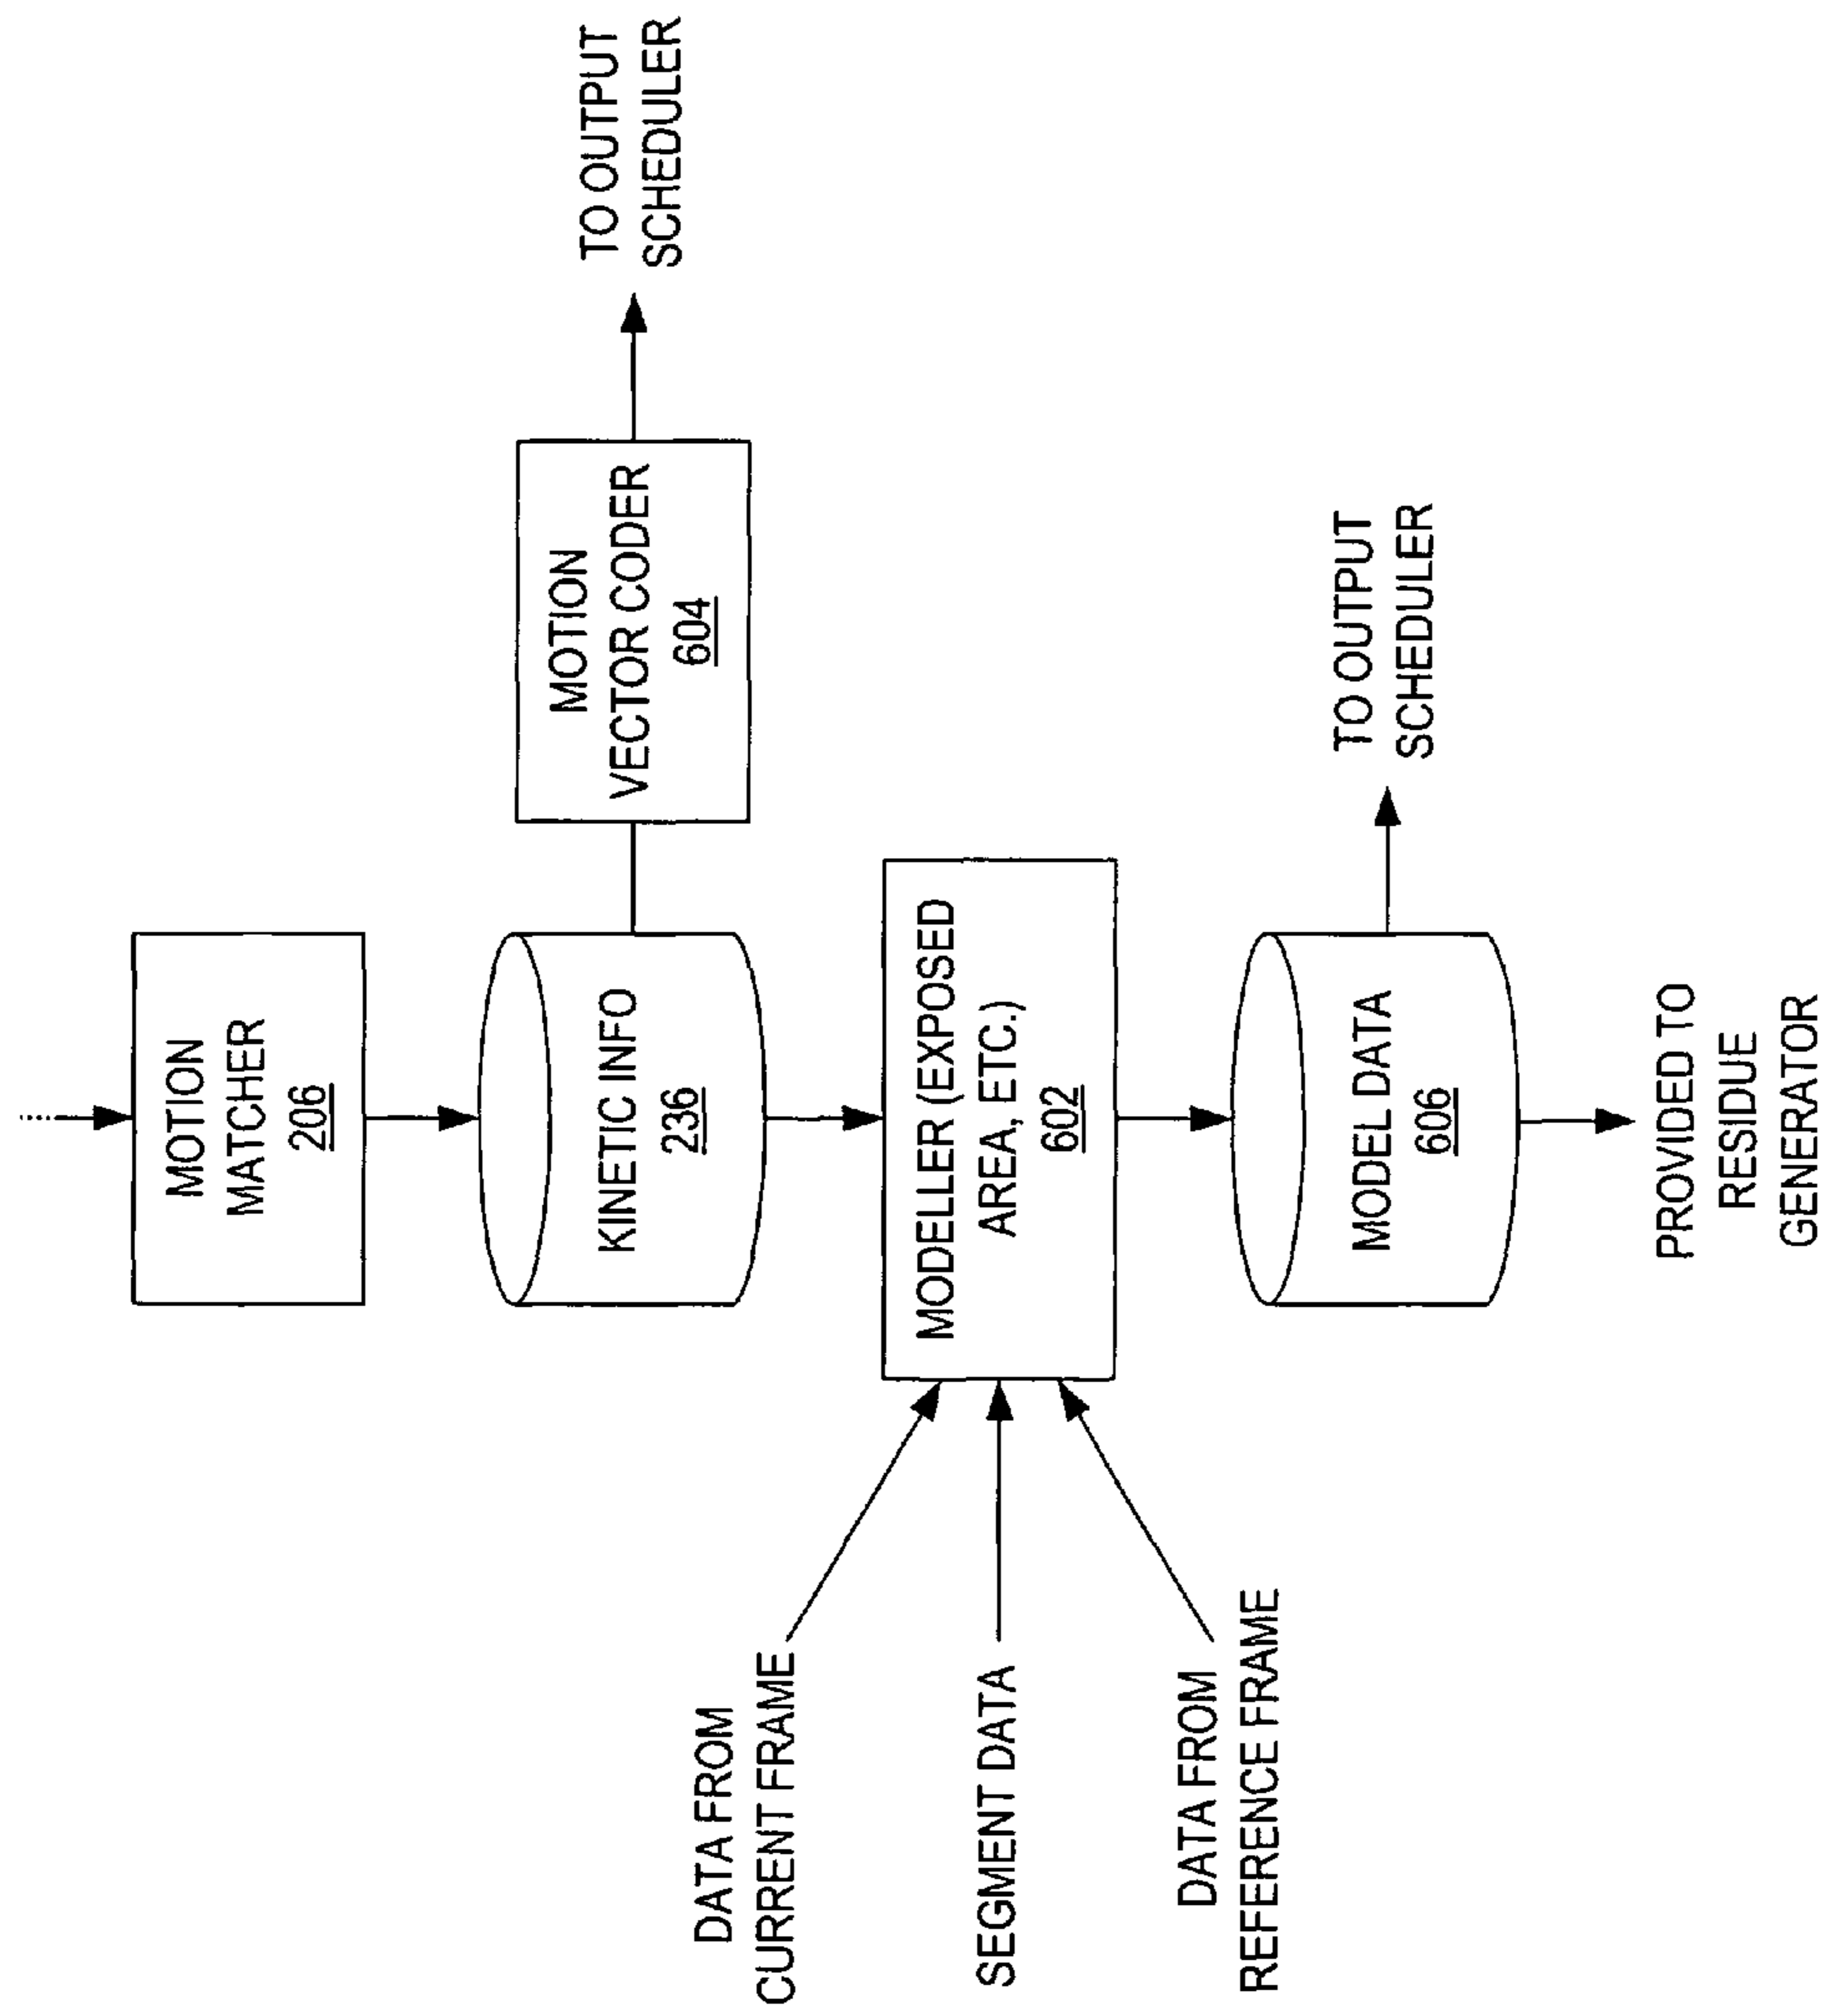 MOTION
MATCHER
206
KINETIC INFO
236
MOTION
VECTOR CODER
604
TO OUTPUT
SCHEDULER
DATA FROM
CURRENT FRAME
SEGMENT DATA
DATA FROM
REFERENCE FRAME
MODELLER (EXPOSED
AREA, ETC.)
602
MODEL DATA
606
TO OUTPUT
SCHEDULER
PROVIDED TO
RESIDUE
GENERATOR